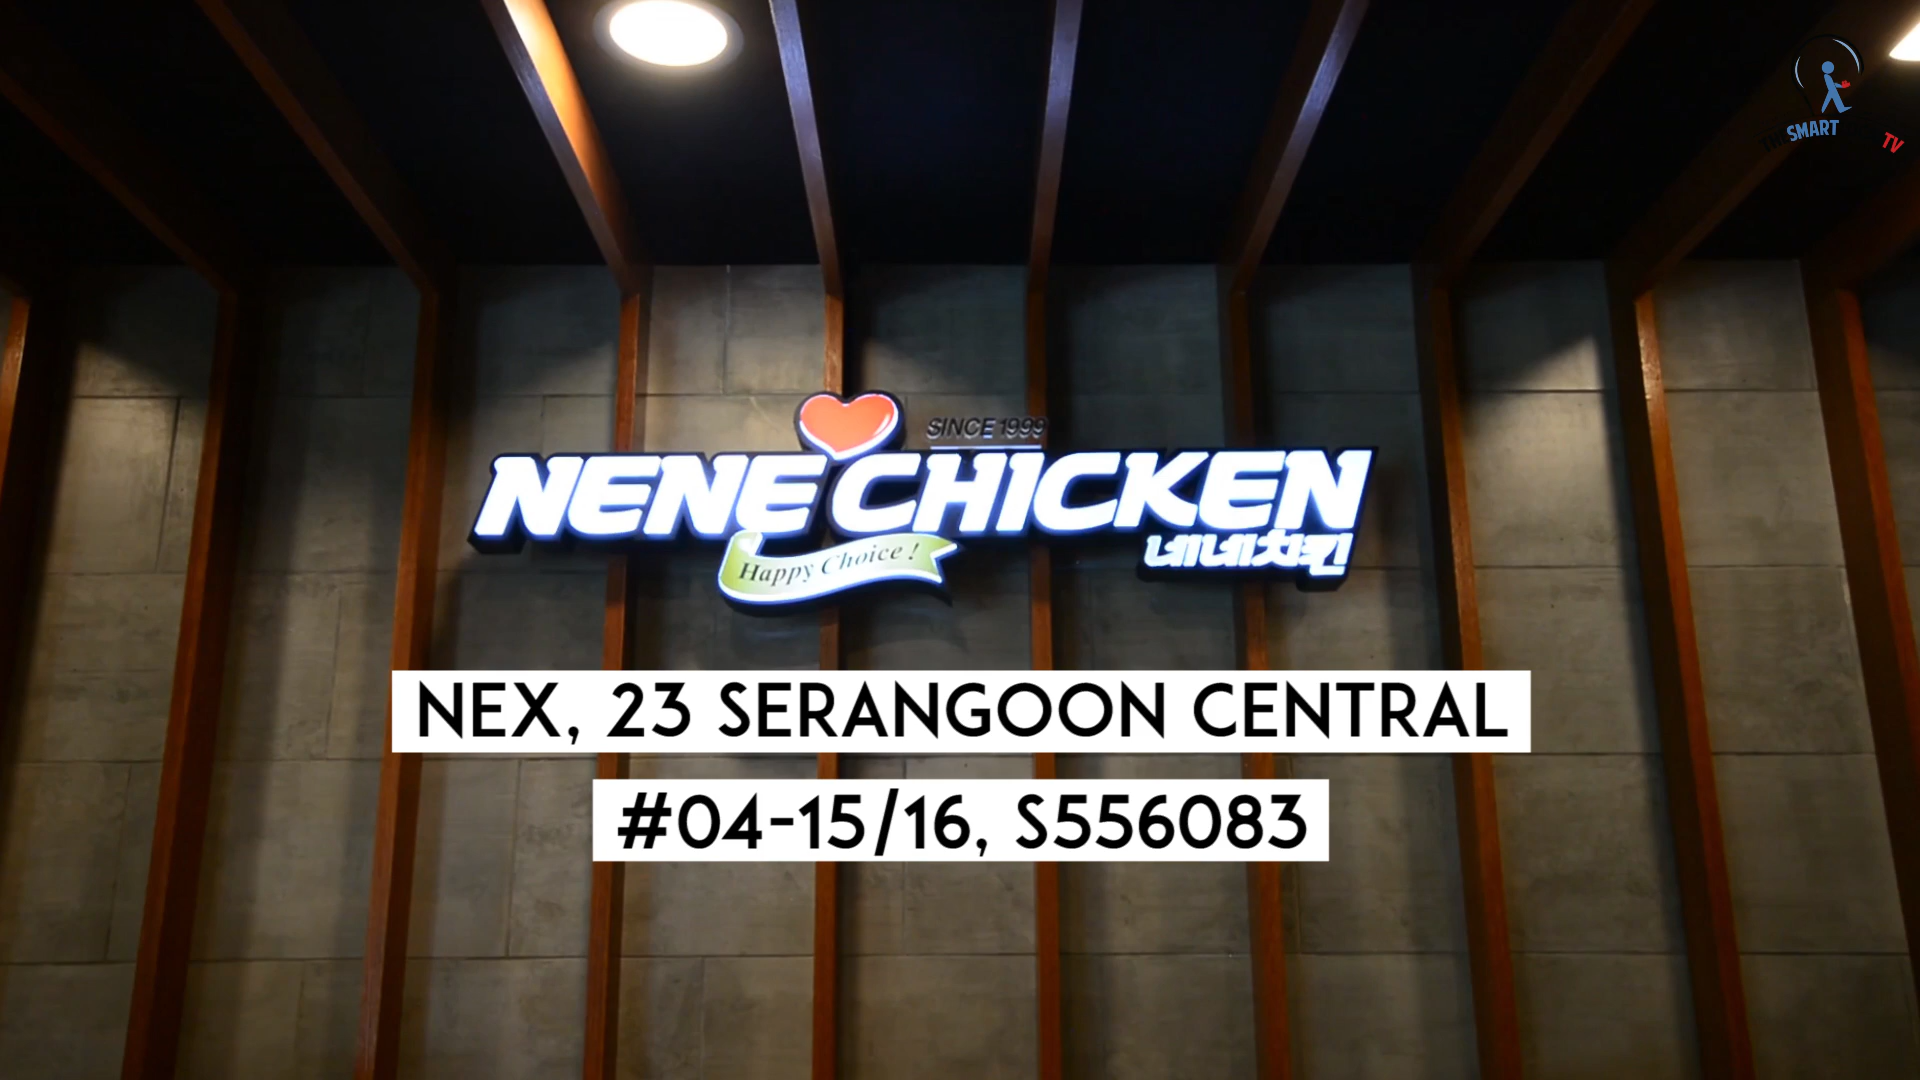 THE SMART
TV
SINCE 1999
NENE CHICKEN
네네치킨
Happy Choice !
NEX, 23 SERANGOON CENTRAL
#04-15/16, S556083